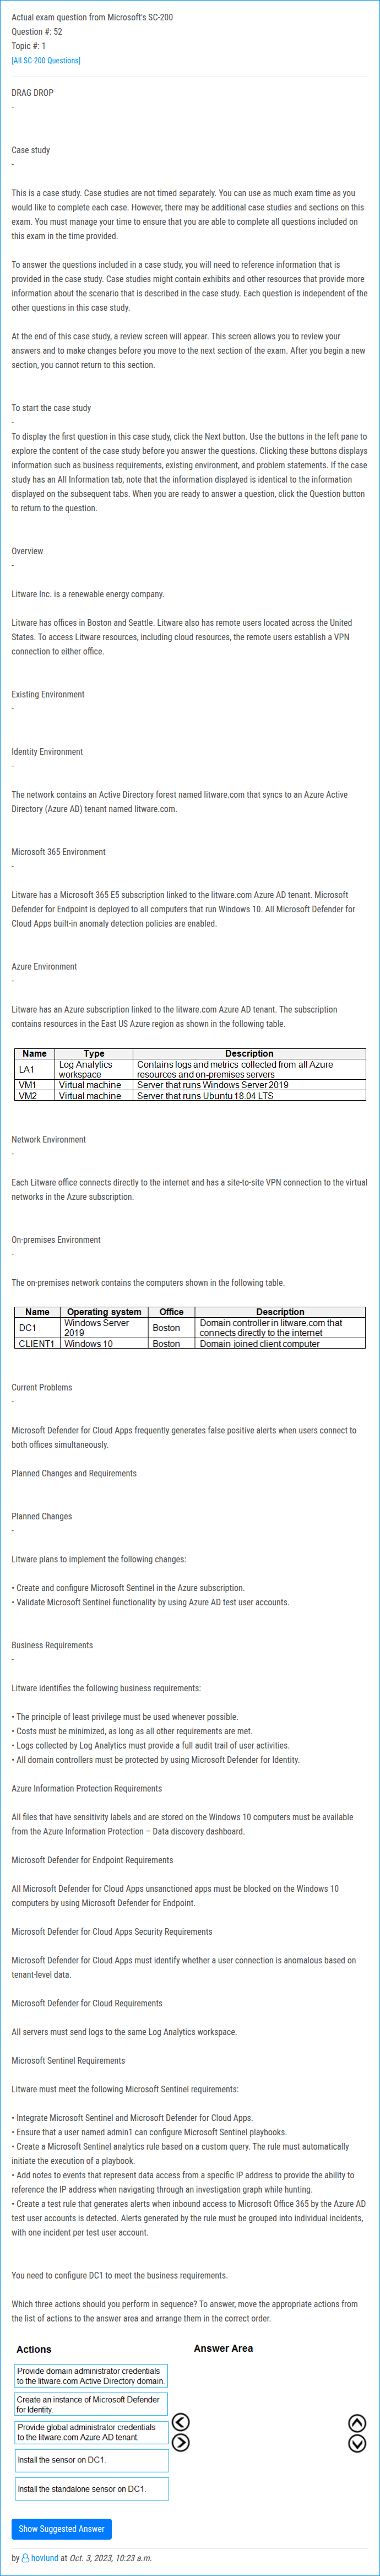 Actual exam question from Microsoft's SC-200
Question #: 52
Topic #: 1
[All SC-200 Questions]
DRAG DROP
-
Case study
-
This is a case study. Case studies are not timed separately. You can use as much exam time as you
would like to complete each case. However, there may be additional case studies and sections on this
exam. You must manage your time to ensure that you are able to complete all questions included on
this exam in the time provided.
To answer the questions included in a case study, you will need to reference information that is
provided in the case study. Case studies might contain exhibits and other resources that provide more
information about the scenario that is described in the case study. Each question is independent of the
other questions in this case study.
At the end of this case study, a review screen will appear. This screen allows you to review your
answers and to make changes before you move to the next section of the exam. After you begin a new
section, you cannot return to this section.
To start the case study
-
To display the first question in this case study, click the Next button. Use the buttons in the left pane to
explore the content of the case study before you answer the questions. Clicking these buttons displays
information such as business requirements, existing environment, and problem statements. If the case
study has an All Information tab, note that the information displayed is identical to the information
displayed on the subsequent tabs. When you are ready to answer a question, click the Question button
to return to the question.
Overview
-
Litware Inc. is a renewable energy company.
Litware has offices in Boston and Seattle. Litware also has remote users located across the United
States. To access Litware resources, including cloud resources, the remote users establish a VPN
connection to either office.
Existing Environment
-
Identity Environment
-
The network contains an Active Directory forest named litware.com that syncs to an Azure Active
Directory (Azure AD) tenant named litware.com.
Microsoft 365 Environment
-
Litware has a Microsoft 365 E5 subscription linked to the litware.com Azure AD tenant. Microsoft
Defender for Endpoint is deployed to all computers that run Windows 10. All Microsoft Defender for
Cloud Apps built-in anomaly detection policies are enabled.
Azure Environment
-
Litware has an Azure subscription linked to the litware.com Azure AD tenant. The subscription
contains resources in the East US Azure region as shown in the following table.
Name Type Description
LA1 Log Analytics workspace Contains logs and metrics collected from all Azure resources and on-premises servers
VM1 Virtual machine Server that runs Windows Server 2019
VM2 Virtual machine Server that runs Ubuntu 18.04 LTS
Network Environment
-
Each Litware office connects directly to the internet and has a site-to-site VPN connection to the virtual
networks in the Azure subscription.
On-premises Environment
-
The on-premises network contains the computers shown in the following table.
Name Operating system Office Description
DC1 Windows Server 2019 Boston Domain controller in litware.com that connects directly to the internet
CLIENT1 Windows 10 Boston Domain-joined client computer
Current Problems
-
Microsoft Defender for Cloud Apps frequently generates false positive alerts when users connect to
both offices simultaneously.
Planned Changes and Requirements
Planned Changes
-
Litware plans to implement the following changes:
• Create and configure Microsoft Sentinel in the Azure subscription.
• Validate Microsoft Sentinel functionality by using Azure AD test user accounts.
Business Requirements
-
Litware identifies the following business requirements:
• The principle of least privilege must be used whenever possible.
• Costs must be minimized, as long as all other requirements are met.
• Logs collected by Log Analytics must provide a full audit trail of user activities.
• All domain controllers must be protected by using Microsoft Defender for Identity.
Azure Information Protection Requirements
All files that have sensitivity labels and are stored on the Windows 10 computers must be available
from the Azure Information Protection – Data discovery dashboard.
Microsoft Defender for Endpoint Requirements
All Microsoft Defender for Cloud Apps unsanctioned apps must be blocked on the Windows 10
computers by using Microsoft Defender for Endpoint.
Microsoft Defender for Cloud Apps Security Requirements
Microsoft Defender for Cloud Apps must identify whether a user connection is anomalous based on
tenant-level data.
Microsoft Defender for Cloud Requirements
All servers must send logs to the same Log Analytics workspace.
Microsoft Sentinel Requirements
Litware must meet the following Microsoft Sentinel requirements:
• Integrate Microsoft Sentinel and Microsoft Defender for Cloud Apps.
• Ensure that a user named admin1 can configure Microsoft Sentinel playbooks.
• Create a Microsoft Sentinel analytics rule based on a custom query. The rule must automatically
initiate the execution of a playbook.
• Add notes to events that represent data access from a specific IP address to provide the ability to
reference the IP address when navigating through an investigation graph while hunting.
• Create a test rule that generates alerts when inbound access to Microsoft Office 365 by the Azure AD
test user accounts is detected. Alerts generated by the rule must be grouped into individual incidents,
with one incident per test user account.
You need to configure DC1 to meet the business requirements.
Which three actions should you perform in sequence? To answer, move the appropriate actions from
the list of actions to the answer area and arrange them in the correct order.
Actions
Answer Area
Provide domain administrator credentials
to the litware.com Active Directory domain.
Create an instance of Microsoft Defender
for Identity.
Provide global administrator credentials
to the litware.com Azure AD tenant.
Install the sensor on DC1.
Install the standalone sensor on DC1.
Show Suggested Answer
by hovlund at Oct. 3, 2023, 10:23 a.m.